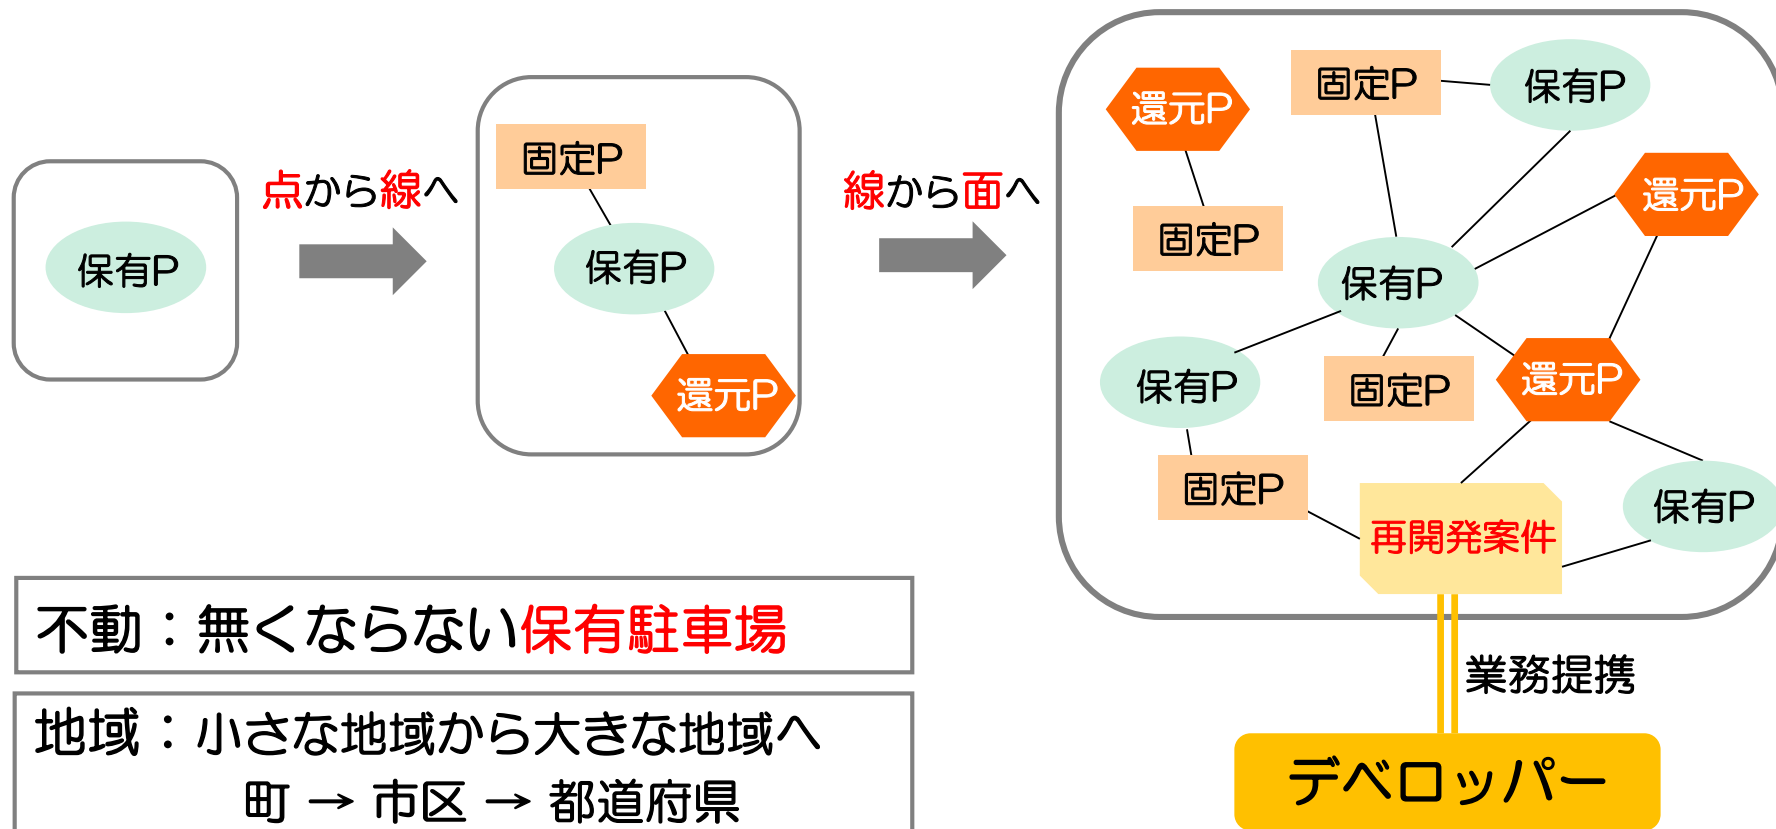 保有P
点から線へ
固定P
保有P
還元P
線から面へ
還元P
固定P
保有P
還元P
固定P
保有P
保有P
固定P
還元P
固定P
再開発案件
保有P
業務提携
デベロッパー
不動：無くならない保有駐車場
地域：小さな地域から大きな地域へ
町 → 市区 → 都道府県